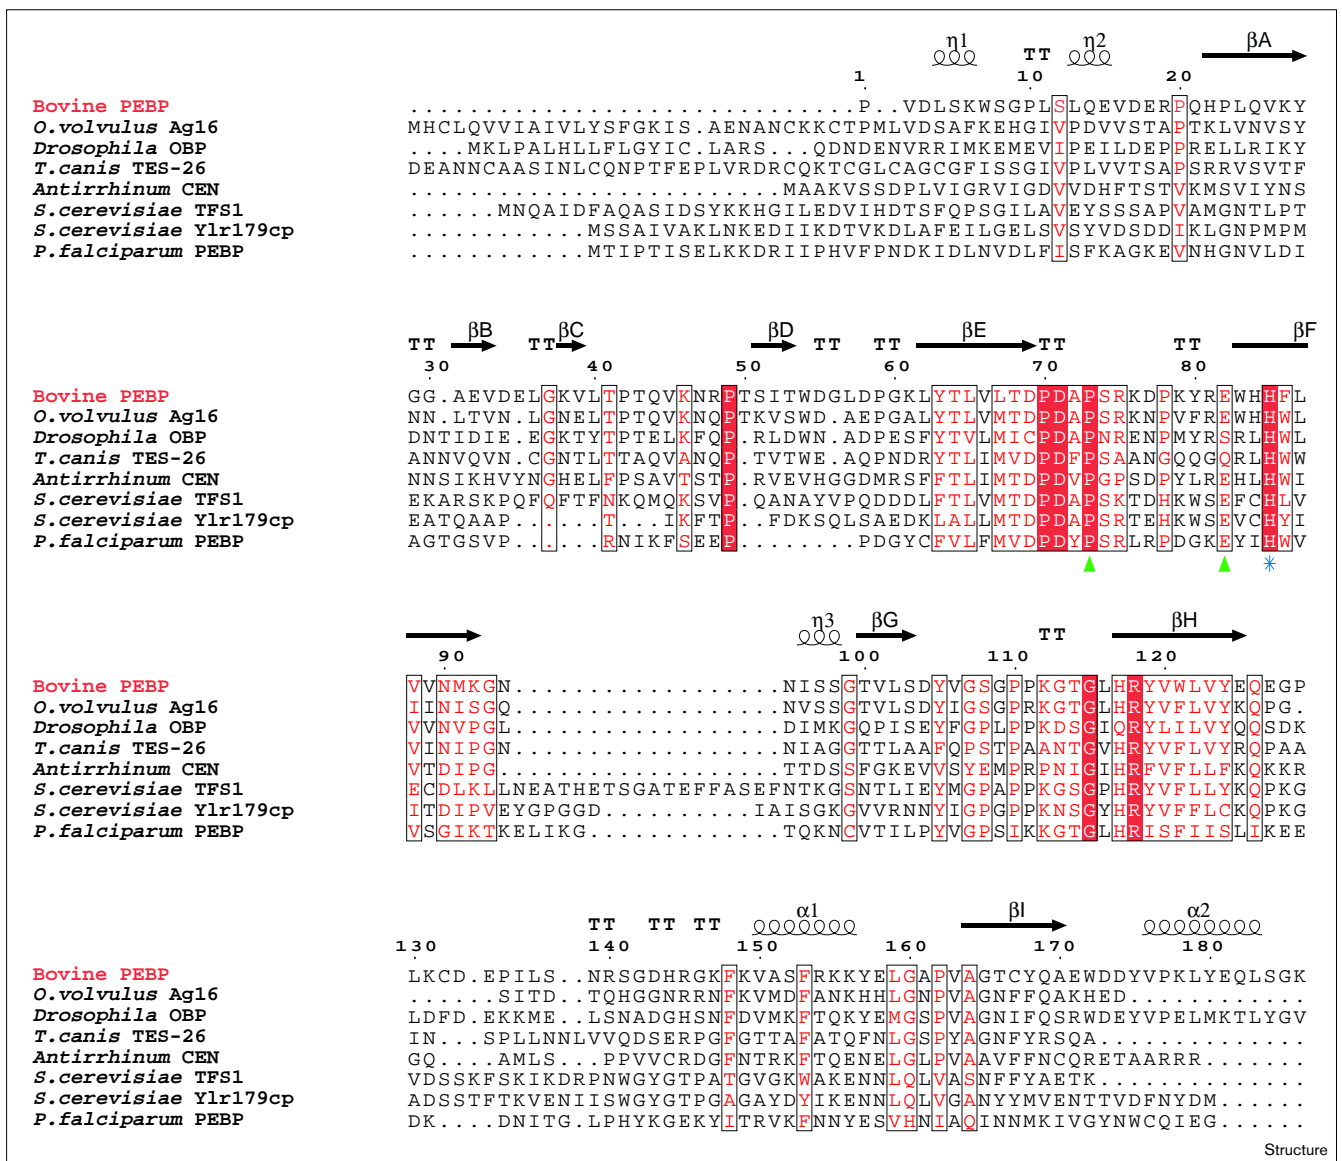 η1 TT η2 βA
1 10 20
Bovine PEBP ..............................P..VDLSKWSGPLSLQEVDERPQHPLQVKY
O.volvulus Ag16 MHCLQVVIAIVLYSFGKIS.AENANCKKCTPMLVDSAFKEHGIVPDVVSTAPTKLVNVSY
Drosophila OBP ....MKLPALHLLFLGYIC.LARS...QDNDENVRRIMKEMEVIPEILDEPPRELLRIKY
T.canis TES-26 DEANNCAASINLCQNPTFEPLVRDRCQKTCGLCAGCGFISSGIVPLVVTSAPSRRVSVTF
Antirrhinum CEN .........................MAAKVSSDPLVIGRVIGDVVDHFTSTVKMSVIYNS
S.cerevisiae TFS1 ......MNQAIDFAQASIDSYKKHGILEDVIHDTSFQPSGILAVEYSSSAPVAMGNTLPT
S.cerevisiae Ylr179cp ............MSSAIVAKLNKEDIIKDTVKDLAFEILGELSVSYVDSDDIKLGNPMPM
P.falciparum PEBP ............MTIPTISELKKDRIIPHVFPNDKIDLNVDLFISFKAGKEVNHGNVLDI
TT βB TT βC βD TT TT βE TT TT βF
30 40 50 60 70 80
Bovine PEBP GG.AEVDELGKVLTPTQVKNRPTSITWDGLDPGKLYTLVLTDPDAPSRKDPKYREWHHFL
O.volvulus Ag16 NN.LTVN.LGNELTPTQVKNQPTKVSWD.AEPGALYTLVMTDPDAPSRKNPVFREWHHWL
Drosophila OBP DNTIDIE.EGKTYTPTELKFQP.RLDWN.ADPESFYTVLMICPDAPNRENPMYRSRLHWL
T.canis TES-26 ANNVQVN.CGNTLTTAQVANQP.TVTWE.AQPNDRYTLIMVDPDFPSAANGQQGQRLHWW
Antirrhinum CEN NNSIKHVYNGHELFPSAVTSTP.RVEVHGGDMRSFFTLIMTDPDVPGPSDPYLREHLHWI
S.cerevisiae TFS1 EKARSKPQFQFTFNKQMQKSVP.QANAYVPQDDDLFTLVMTDPDAPSKTDHKWSEFCHLV
S.cerevisiae Ylr179cp EATQAAP.....T...IKFTP..FDKSQLSAEDKLALLMTDPDAPSRTEHKWSEVCHYI
P.falciparum PEBP AGTGSVP.....RNIKFSEEP........PDGYCFVLFMVDPDYPSRLRPDGKEYIHWV
η3 βG TT βH
90 100 110 120
Bovine PEBP VVNMKGN..................NISSGTVLSDYVGSGPPKGTGLHRYVWLVYEQEGP
O.volvulus Ag16 IINISGQ..................NVSSGTVLSDYIGSGPRKGTGLHRYVFLVYKQPG.
Drosophila OBP VVNVPGL..................DIMKGQPISEYFGPLPPKDSGIQRYLILVYQQSDK
T.canis TES-26 VINIPGN..................NIAGGTTLAAFQPSTPAANTGVHRYVFLVYRQPAA
Antirrhinum CEN VTDIPG...................TTDSSFGKEVVSYEMPRPNIGIHRFVFLLFKQKKR
S.cerevisiae TFS1 ECDLKLLNEATHETSGATEFFASEFNTKGSNTLIEYMGPAPPKGSGPHRYVFLLYKQPKG
S.cerevisiae Ylr179cp ITDIPVEYGPGGD..........IAISGKGVVRNNYIGPGPPKNSGYHRYVFFLCKQPKG
P.falciparum PEBP VSGIKTKELIKG.............TQKNCVTILPYVGPSIKKGTGLHRISFIISLIKEE
TT TT TT α1 βI α2
130 140 150 160 170 180
Bovine PEBP LKCD.EPILS..NRSGDHRGKFKVASFRKKYELGAPVAGTCYQAEWDDYVPKLYEQLSGK
O.volvulus Ag16 ......SITD..TQHGGNRRNFKVMDFANKHHLGNPVAGNFFQAKHED............
Drosophila OBP LDFD.EKKME..LSNADGHSNFDVMKFTQKYEMGSPVAGNIFQSRWDEYVPELMKTLYGV
T.canis TES-26 IN....SPLLNNLVVQDSERPGFGTTAFATQFNLGSPYAGNFYRSQA.............
Antirrhinum CEN GQ....AMLS...PPVVCRDGFNTRKFTQENELGLPVAAVFFNCQRETAARRR.......
S.cerevisiae TFS1 VDSSKFSKIKDRPNWGYGTPATGVGKWAKENNLQLVASNFFYAETK..............
S.cerevisiae Ylr179cp ADSSTFTKVENIISWGYGTPGAGAYDYIKENNLQLVGANYYMVENTTVDFNYDM......
P.falciparum PEBP DK....DNITG.LPHYKGEKYITRVKFNNYESVHNIAQINNMKIVGYNWCQIEG......
Structure